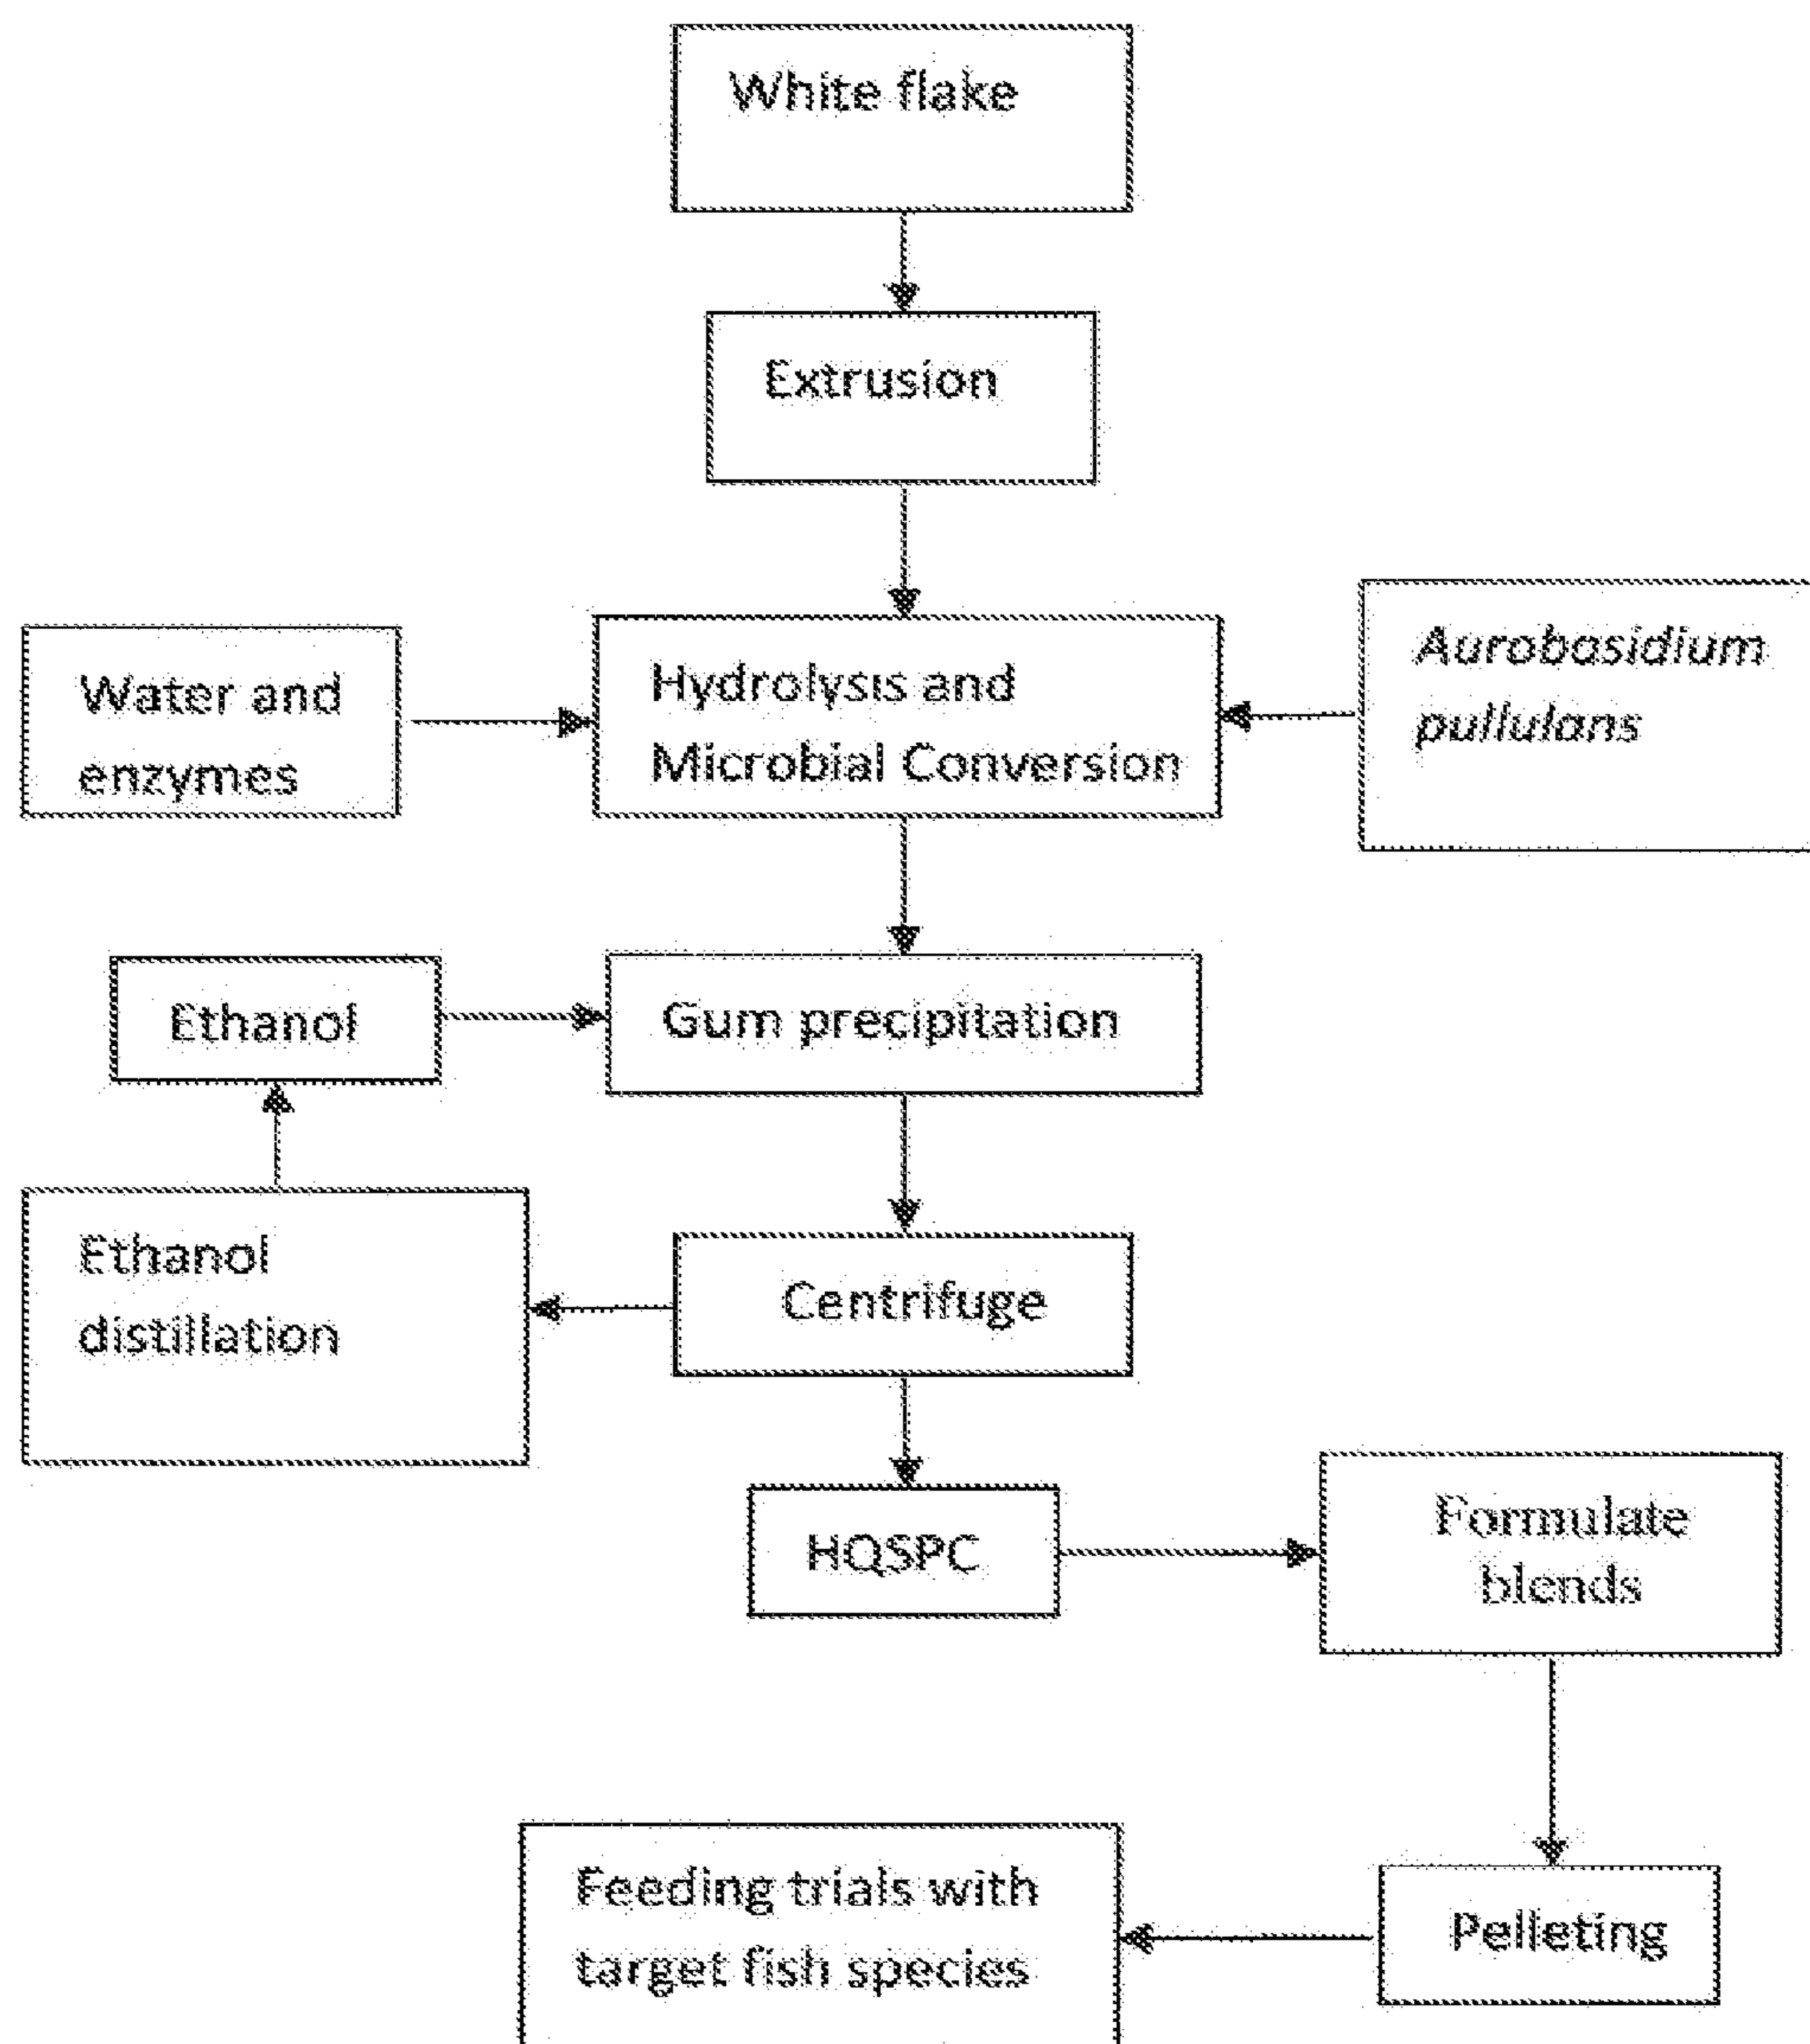 White flake
Extrusion
Water and
enzymes
Hydrolysis and
Microbial Conversion
Aurobasidium
pullulans
Ethanol
Gum precipitation
Ethanol
distillation
Centrifuge
HQSPC
Formulate
blends
Feeding trials with
target fish species
Pelleting